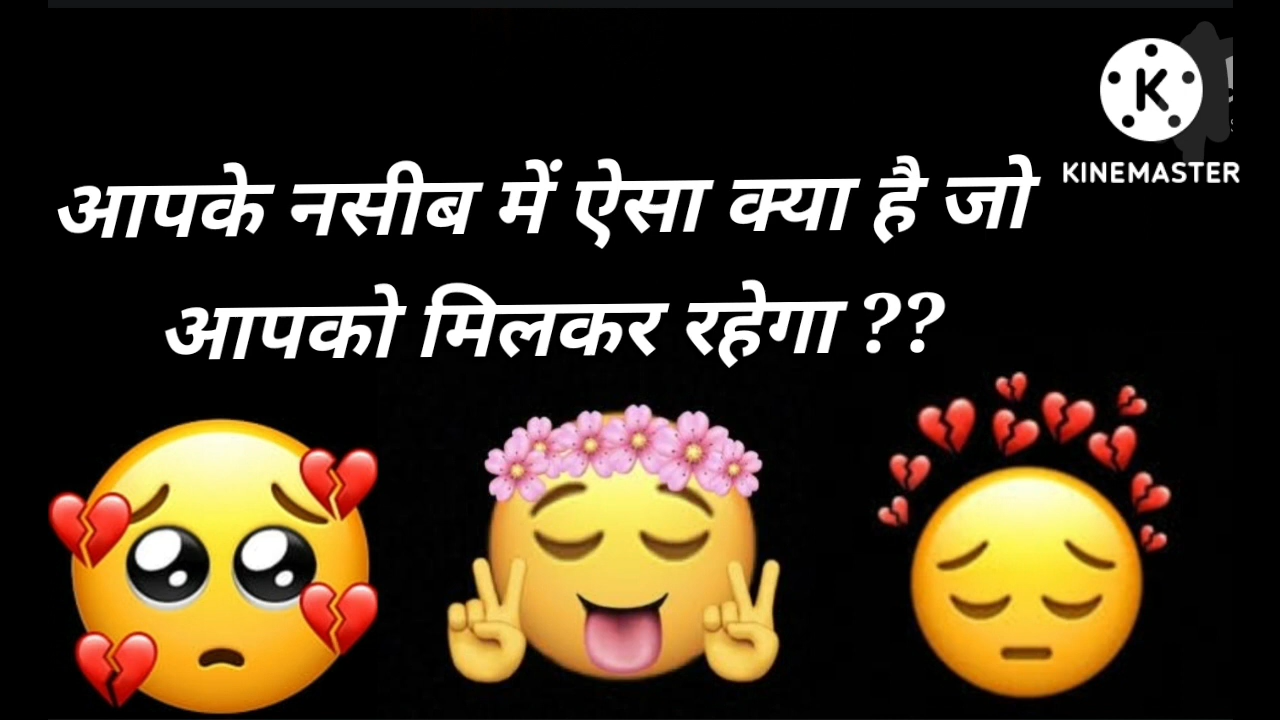 आपके नसीब में ऐसा क्या है जो
आपको मिलकर रहेगा ??
K
KINEMASTER